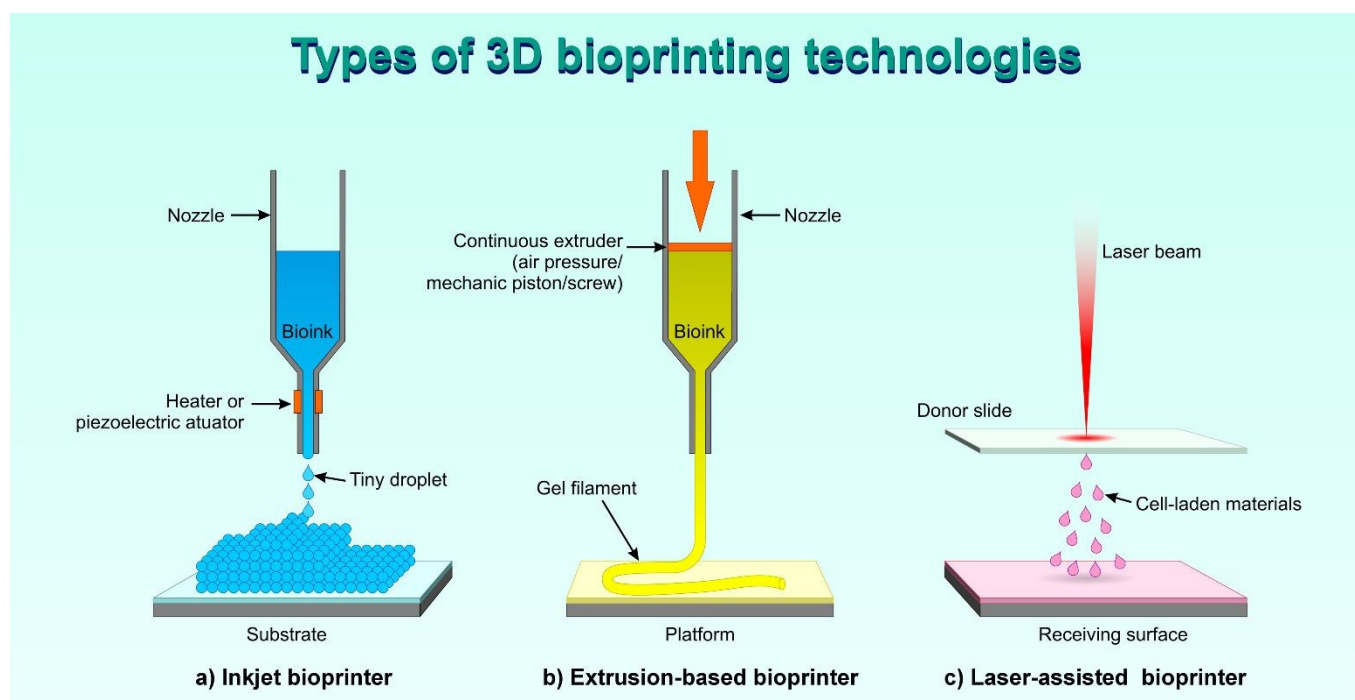 Types of 3D bioprinting technologies
Nozzle
Bioink
Heater or
piezoelectric atuator
Tiny droplet
Substrate
a) Inkjet bioprinter
Nozzle
Continuous extruder
(air pressure/
mechanic piston/screw)
Bioink
Gel filament
Platform
b) Extrusion-based bioprinter
Laser beam
Donor slide
Cell-laden materials
Receiving surface
c) Laser-assisted bioprinter